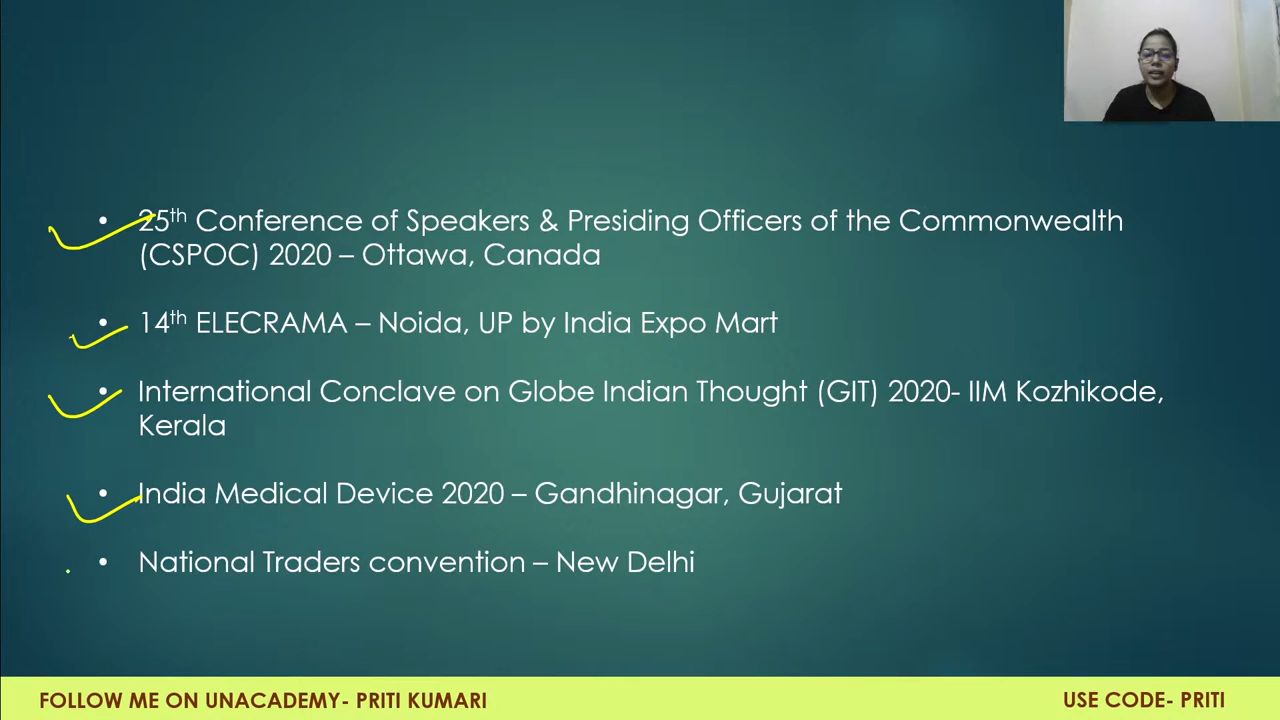 • 25th Conference of Speakers & Presiding Officers of the Commonwealth
(CSPOC) 2020 – Ottawa, Canada
• 14th ELECRAMA – Noida, UP by India Expo Mart
• International Conclave on Globe Indian Thought (GIT) 2020- IIM Kozhikode,
Kerala
• India Medical Device 2020 – Gandhinagar, Gujarat
• National Traders convention – New Delhi
FOLLOW ME ON UNACADEMY- PRITI KUMARI
USE CODE- PRITI